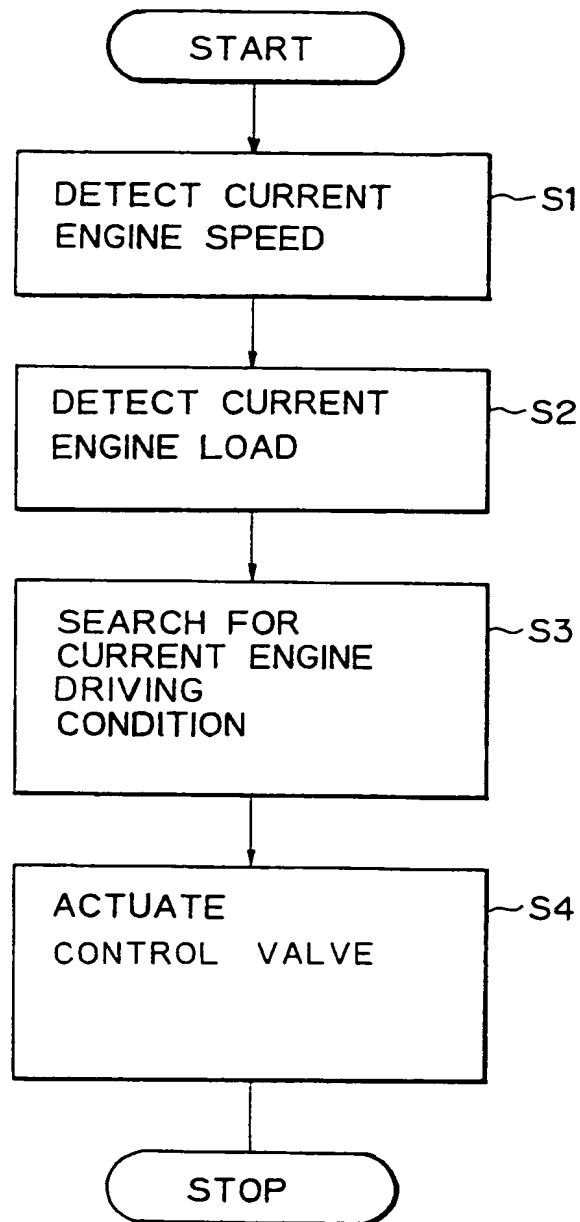 START
DETECT CURRENT
ENGINE SPEED
S1
DETECT CURRENT
ENGINE LOAD
S2
SEARCH FOR
CURRENT ENGINE
DRIVING
CONDITION
S3
ACTUATE
CONTROL VALVE
S4
STOP